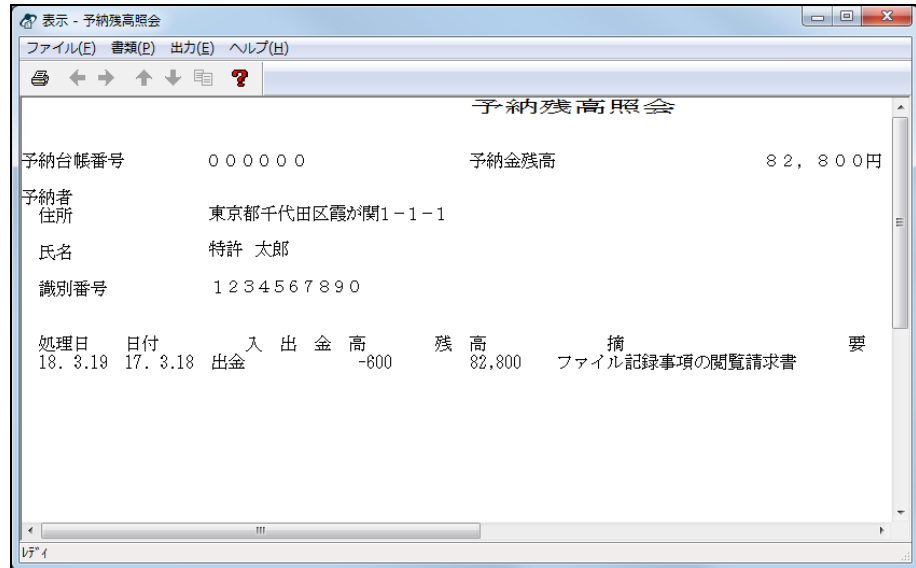 表示 - 予納残高照会
ファイル(F) 書類(P) 出力(E) ヘルプ(H)
予納残高照会
予納台帳番号 ００００００ 予納金残高 ８２，８００円
予納者
住所 東京都千代田区霞が関1－１－１
氏名 特許 太郎
識別番号 １２３４５６７８９０
処理日 日付 入 出 金 高 残 高 摘 要
18. 3.19 17. 3.18 出金 -600 82,800 ファイル記録事項の閲覧請求書
ﾚﾃﾞｨ